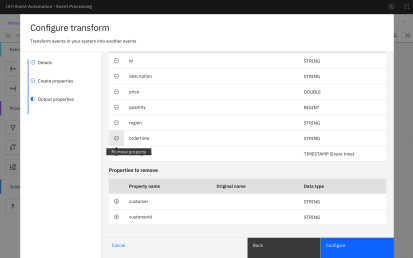 IBM Event Automation - Event Processing
Configure transform
Transform events in your system into another events
Details
Create properties
Output properties
id STRING
description STRING
price DOUBLE
quantity BIGINT
region STRING
ordertime STRING
Remove property
TIMESTAMP (Event time)
Properties to remove
Property name Original name Data type
customer STRING
customerid STRING
Cancel Back Configure